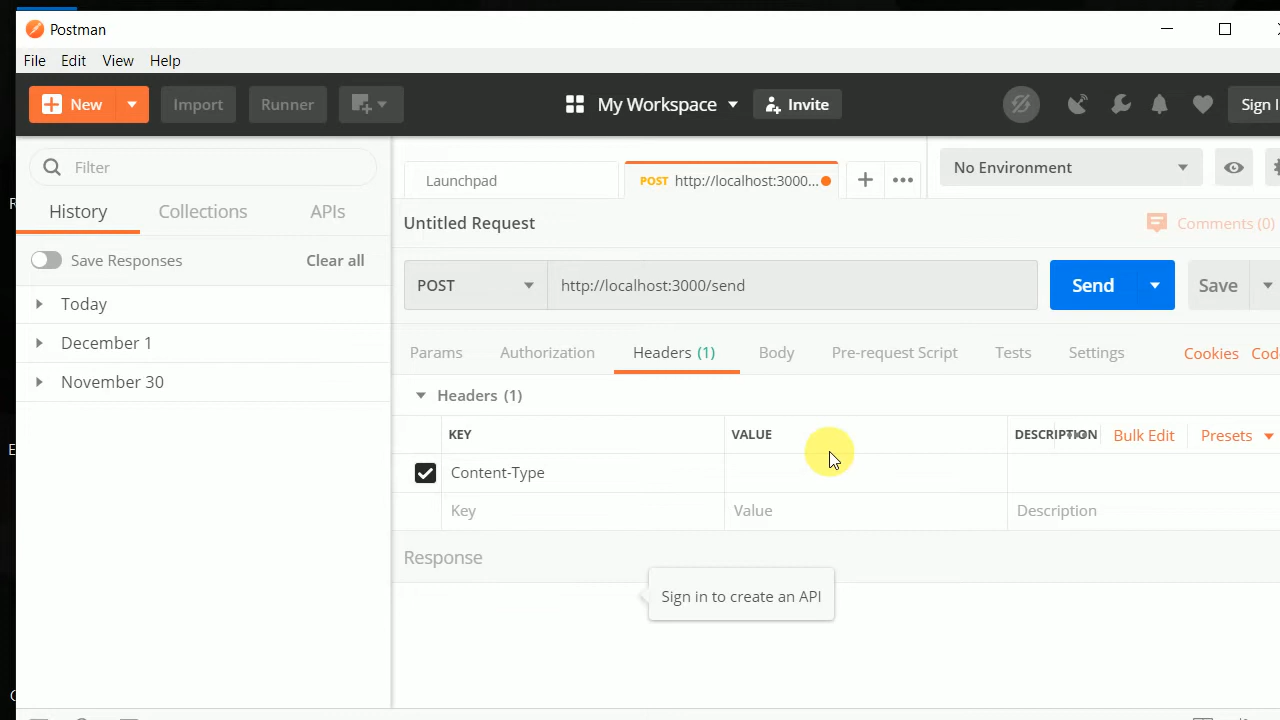 Postman
File Edit View Help
New Import Runner My Workspace Invite Sign I
Filter
Launchpad POST http://localhost:3000... No Environment
History Collections APIs
Untitled Request Comments (0)
Save Responses Clear all
POST http://localhost:3000/send Send Save
Today
December 1
November 30
Params Authorization Headers (1) Body Pre-request Script Tests Settings Cookies Cod
Headers (1)
KEY VALUE DESCRIPTION Bulk Edit Presets
Content-Type
Key Value Description
Response
Sign in to create an API